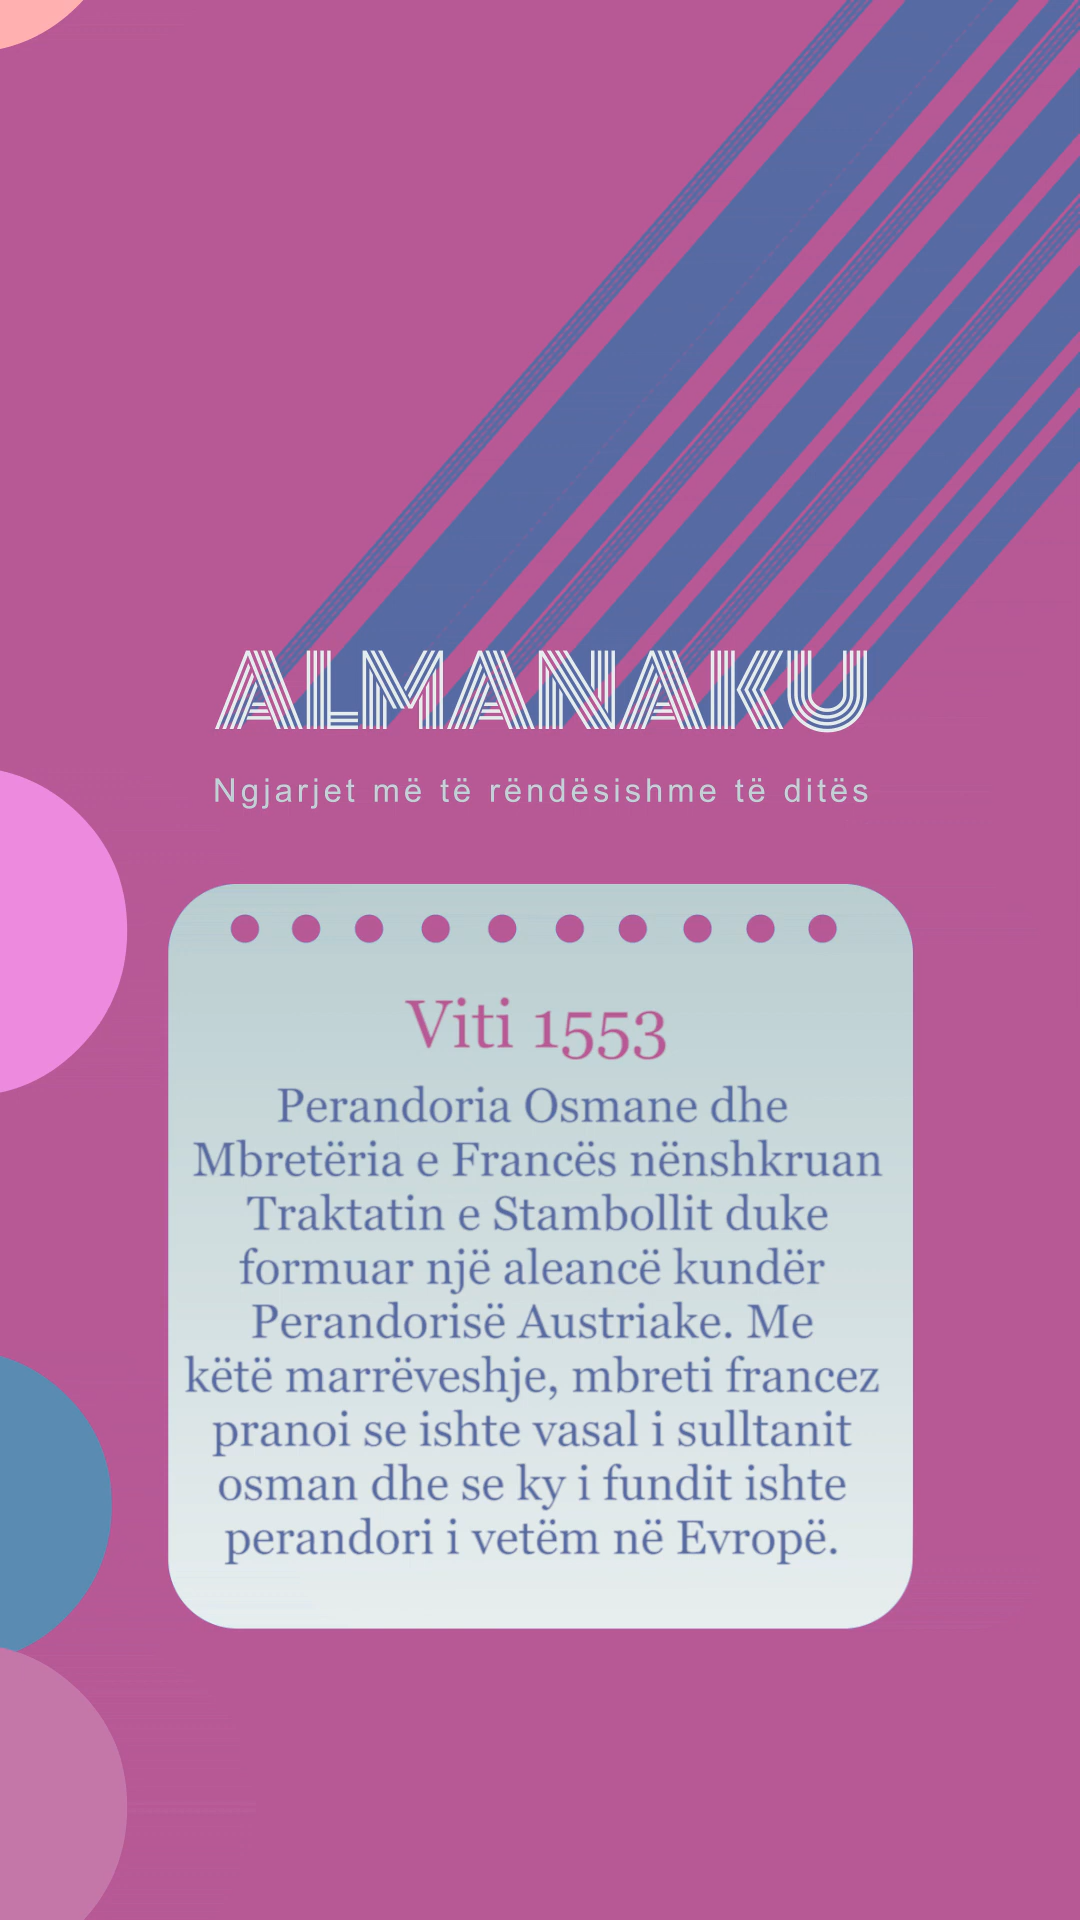 ALMANAKU
Ngjarjet më të rëndësishme të ditës
Viti 1553
Perandoria Osmane dhe
Mbretëria e Francës nënshkruan
Traktatin e Stambollit duke
formuar një aleancë kundër
Perandorisë Austriake. Me
këtë marrëveshje, mbreti francez
pranoi se ishte vasal i sulltanit
osman dhe se ky i fundit ishte
perandori i vetëm në Evropë.